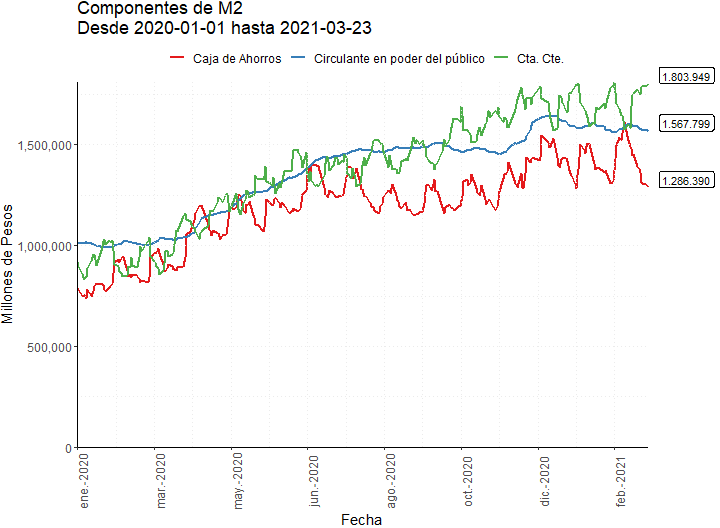 Componentes de M2
Desde 2020-01-01 hasta 2021-03-23
Caja de Ahorros Circulante en poder del público Cta. Cte.
1.803.949
1.567.799
1.286.390
1,500,000
1,000,000
500,000
0
Millones de Pesos
ene.-2020
mar.-2020
may.-2020
jun.-2020
ago.-2020
oct.-2020
dic.-2020
feb.-2021
Fecha